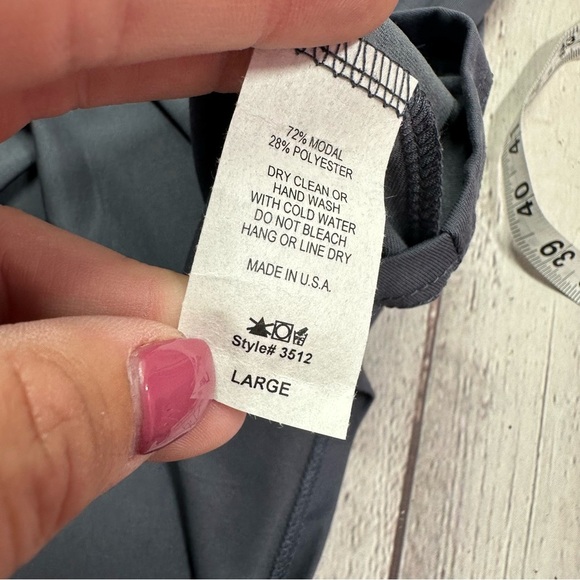 72% MODAL
28% POLYESTER
DRY CLEAN OR
HAND WASH
WITH COLD WATER
DO NOT BLEACH
HANG OR LINE DRY
MADE IN U.S.A.
Style# 3512
LARGE
39
40